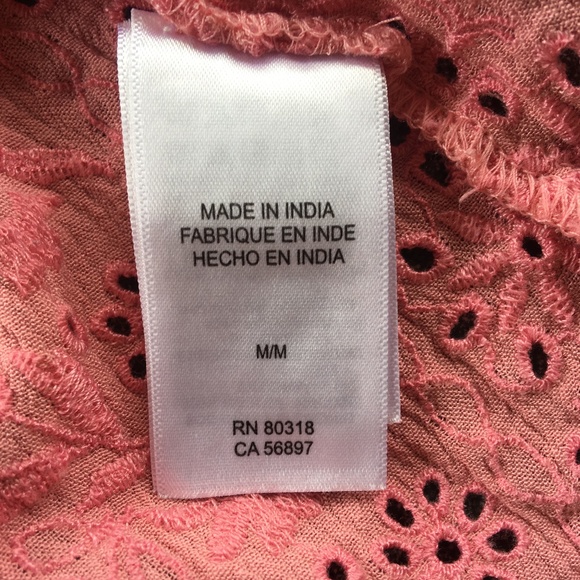 MADE IN INDIA
FABRIQUE EN INDE
HECHO EN INDIA
M/M
RN 80318
CA 56897